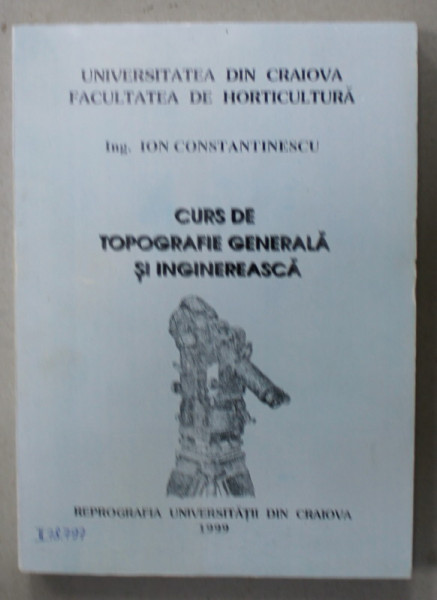 UNIVERSITATEA DIN CRAIOVA
FACULTATEA DE HORTICULTURĂ
Ing. ION CONSTANTINESCU
CURS DE
TOPOGRAFIE GENERALĂ
ȘI INGINEREASCĂ
REPROGRAFIA UNIVERSITĂȚII DIN CRAIOVA
1999